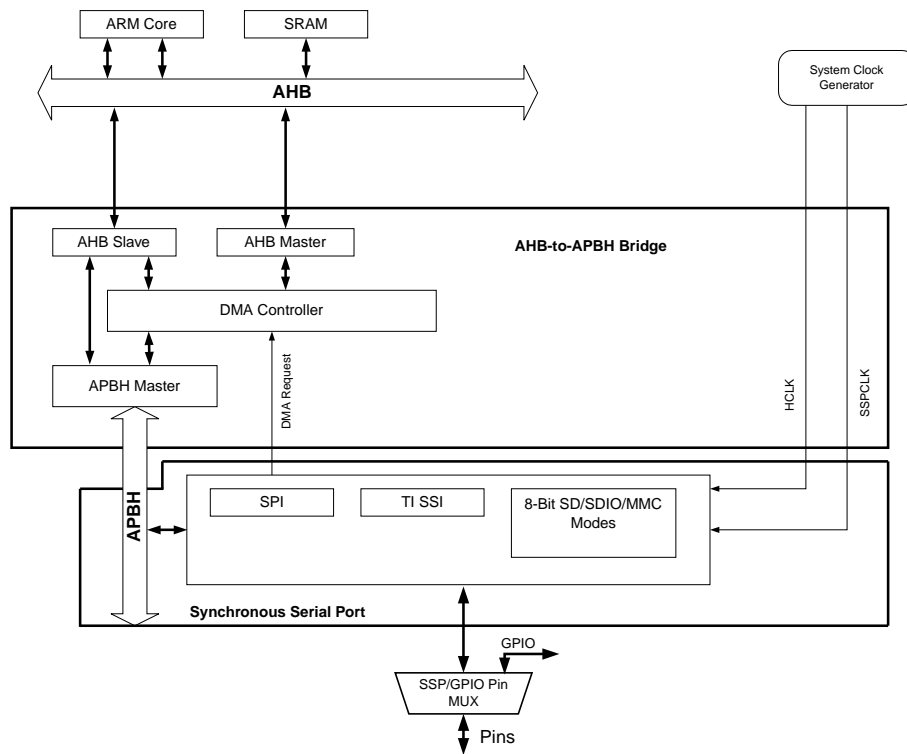 ARM Core
SRAM
System Clock
Generator
AHB
AHB Slave
AHB Master
AHB-to-APBH Bridge
DMA Controller
APBH Master
DMA Request
HCLK
SSPCLK
SPI
TI SSI
8-Bit SD/SDIO/MMC
Modes
APBH
Synchronous Serial Port
GPIO
SSP/GPIO Pin
MUX
Pins